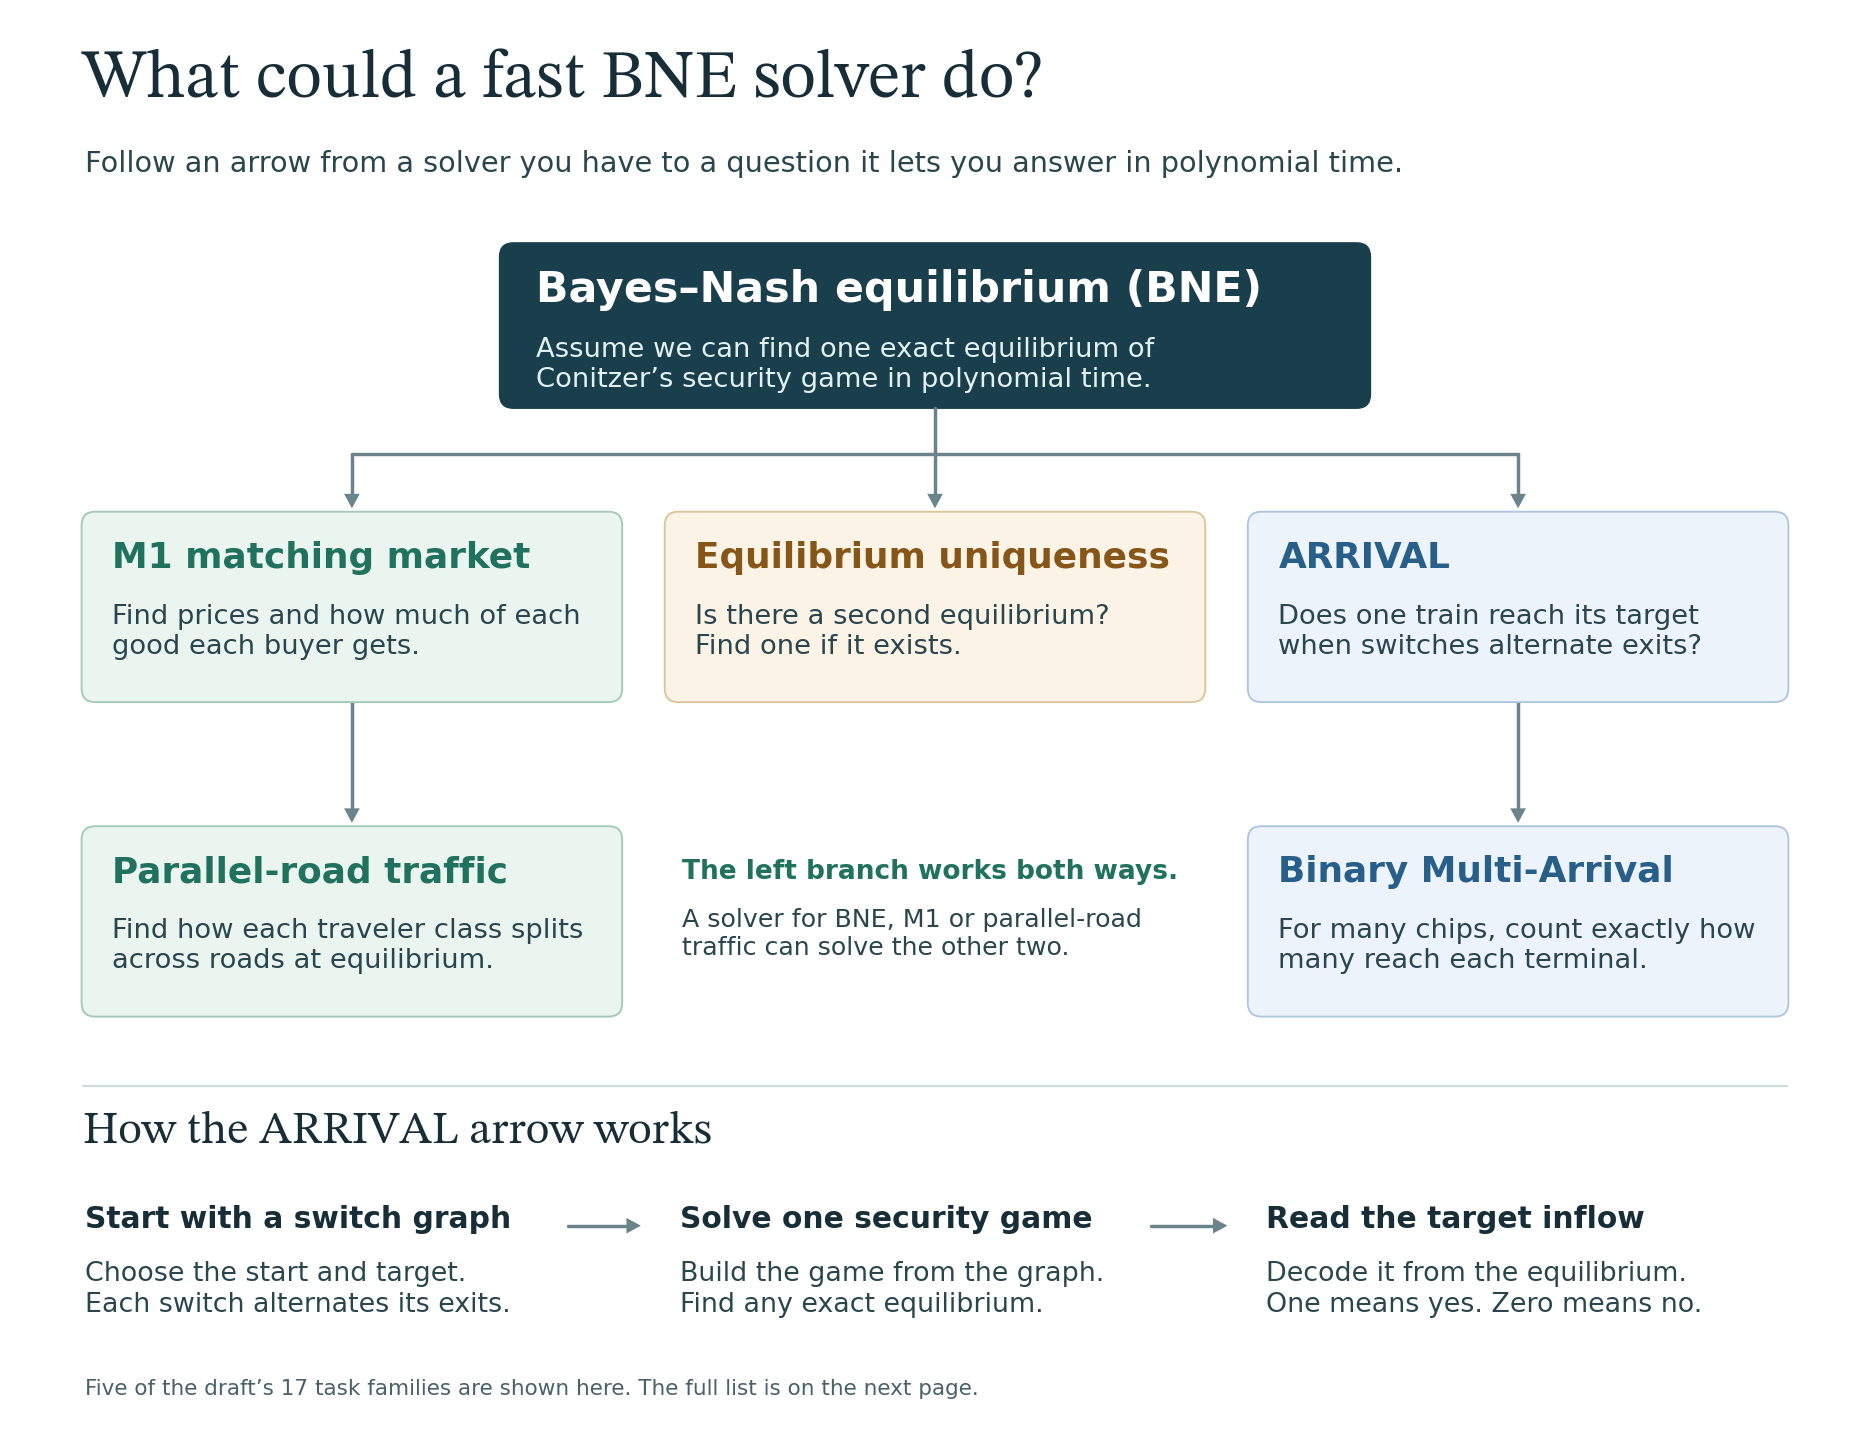 What could a fast BNE solver do?
Follow an arrow from a solver you have to a question it lets you answer in polynomial time.
Bayes–Nash equilibrium (BNE)
Assume we can find one exact equilibrium of
Conitzer’s security game in polynomial time.
M1 matching market
Find prices and how much of each
good each buyer gets.
Equilibrium uniqueness
Is there a second equilibrium?
Find one if it exists.
ARRIVAL
Does one train reach its target
when switches alternate exits?
Parallel-road traffic
Find how each traveler class splits
across roads at equilibrium.
The left branch works both ways.
A solver for BNE, M1 or parallel-road
traffic can solve the other two.
Binary Multi-Arrival
For many chips, count exactly how
many reach each terminal.
How the ARRIVAL arrow works
Start with a switch graph
Choose the start and target.
Each switch alternates its exits.
Solve one security game
Build the game from the graph.
Find any exact equilibrium.
Read the target inflow
Decode it from the equilibrium.
One means yes. Zero means no.
Five of the draft’s 17 task families are shown here. The full list is on the next page.